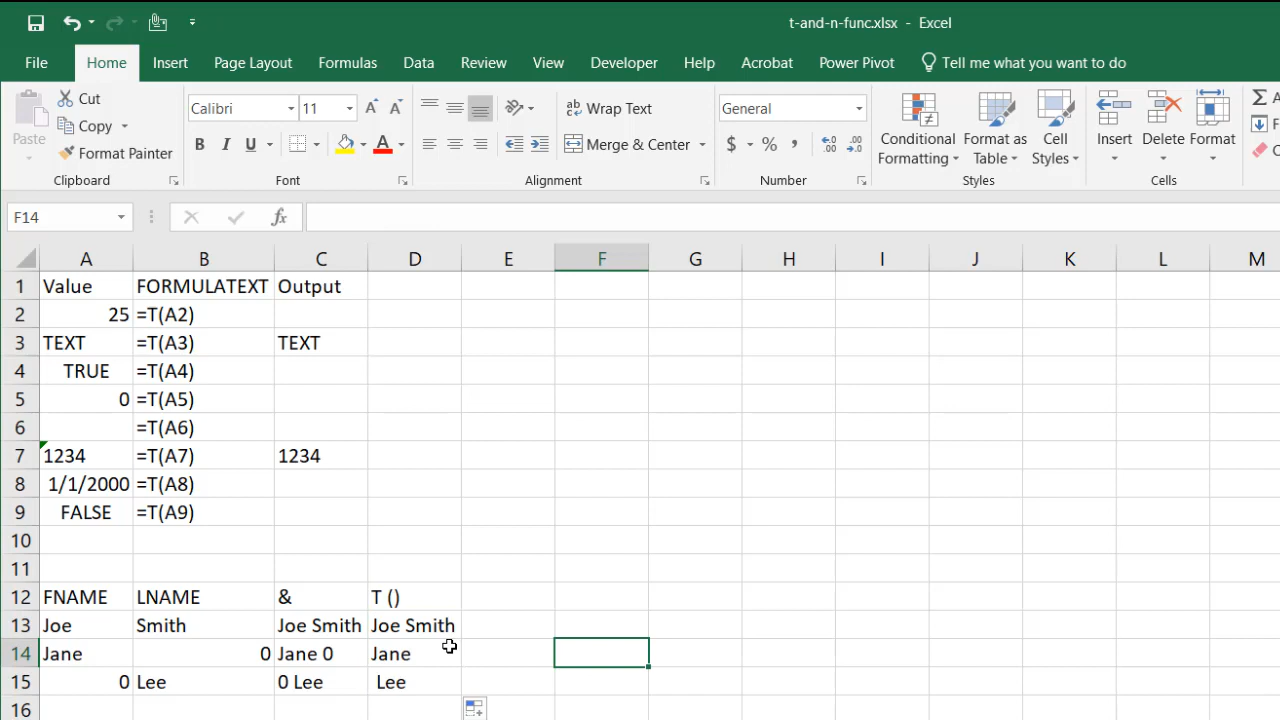 t-and-n-func.xlsx - Excel
File Home Insert Page Layout Formulas Data Review View Developer Help Acrobat Power Pivot Tell me what you want to do
Paste
Cut
Copy
Format Painter
Calibri 11 A A
B I U A
ab Wrap Text
Merge & Center
General
$ % , .00
Conditional Formatting
Format as Table
Cell Styles
Insert Delete Format
Clipboard Font Alignment Number Styles Cells
F14 fx
A B C D E F G H I J K L M
1 Value FORMULATEXT Output
2 25 =T(A2)
3 TEXT =T(A3) TEXT
4 TRUE =T(A4)
5 0 =T(A5)
6 =T(A6)
7 1234 =T(A7) 1234
8 1/1/2000 =T(A8)
9 FALSE =T(A9)
10
11
12 FNAME LNAME & T ()
13 Joe Smith Joe Smith Joe Smith
14 Jane 0 Jane 0 Jane
15 0 Lee 0 Lee Lee
16